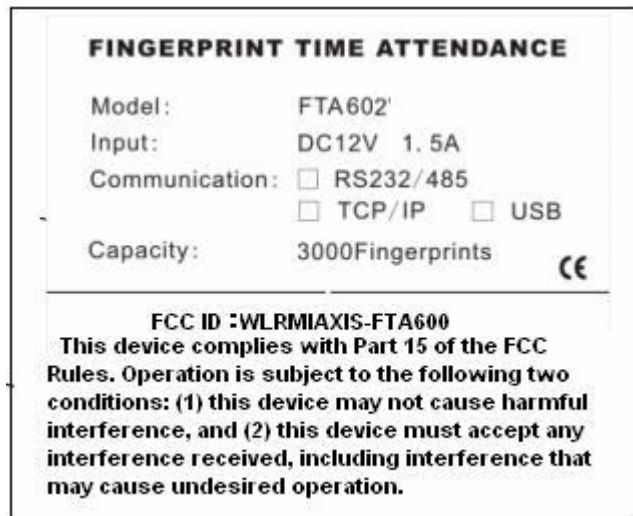 FINGERPRINT TIME ATTENDANCE
Model: FTA602'
Input: DC12V 1.5A
Communication: □ RS232/485
□ TCP/IP □ USB
Capacity: 3000Fingerprints
CE
FCC ID :WLRMIAXIS-FTA600
This device complies with Part 15 of the FCC
Rules. Operation is subject to the following two
conditions: (1) this device may not cause harmful
interference, and (2) this device must accept any
interference received, including interference that
may cause undesired operation.